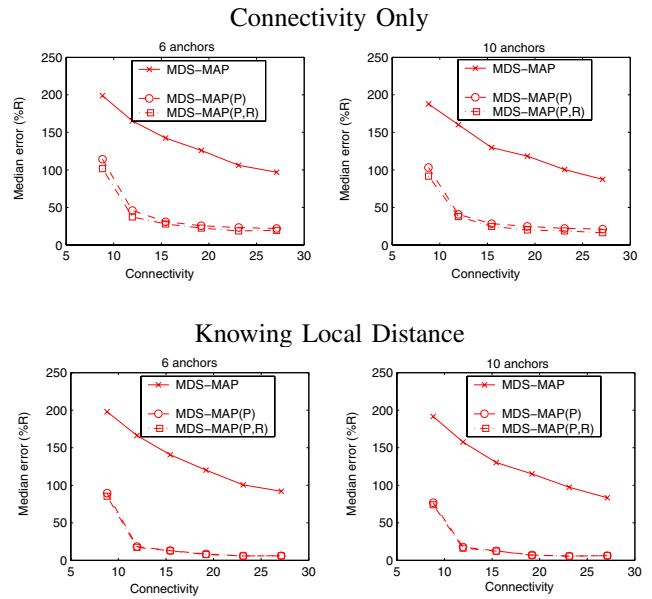 Connectivity Only
6 anchors
250
200
150
100
50
0
Median error (%R)
5 10 15 20 25 30
Connectivity
MDS−MAP
MDS−MAP(P)
MDS−MAP(P,R)
10 anchors
250
200
150
100
50
0
Median error (%R)
5 10 15 20 25 30
Connectivity
MDS−MAP
MDS−MAP(P)
MDS−MAP(P,R)
Knowing Local Distance
6 anchors
250
200
150
100
50
0
Median error (%R)
5 10 15 20 25 30
Connectivity
MDS−MAP
MDS−MAP(P)
MDS−MAP(P,R)
10 anchors
250
200
150
100
50
0
Median error (%R)
5 10 15 20 25 30
Connectivity
MDS−MAP
MDS−MAP(P)
MDS−MAP(P,R)